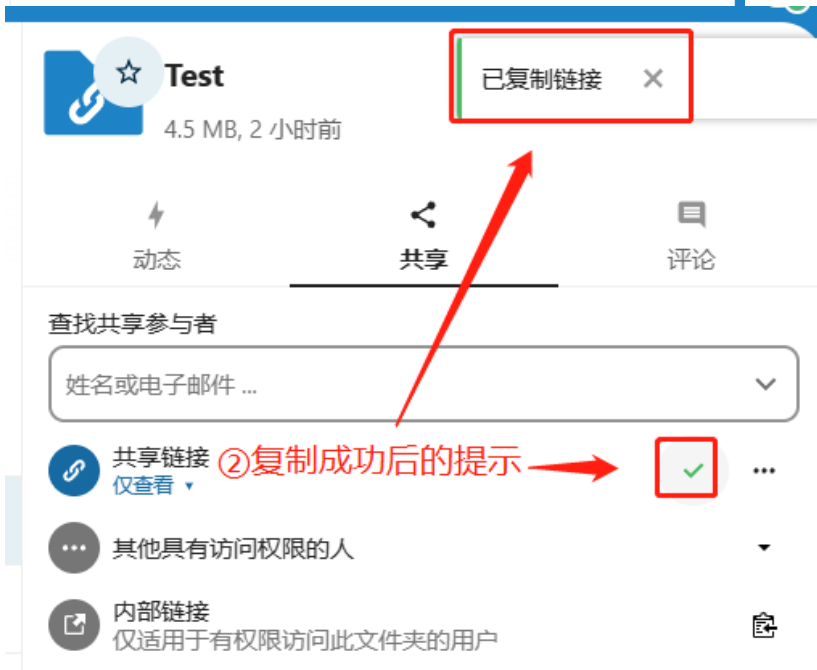 Test
已复制链接
4.5 MB, 2 小时前
动态
共享
评论
查找共享参与者
姓名或电子邮件 ...
共享链接
②复制成功后的提示
仅查看
其他具有访问权限的人
内部链接
仅适用于有权限访问此文件夹的用户